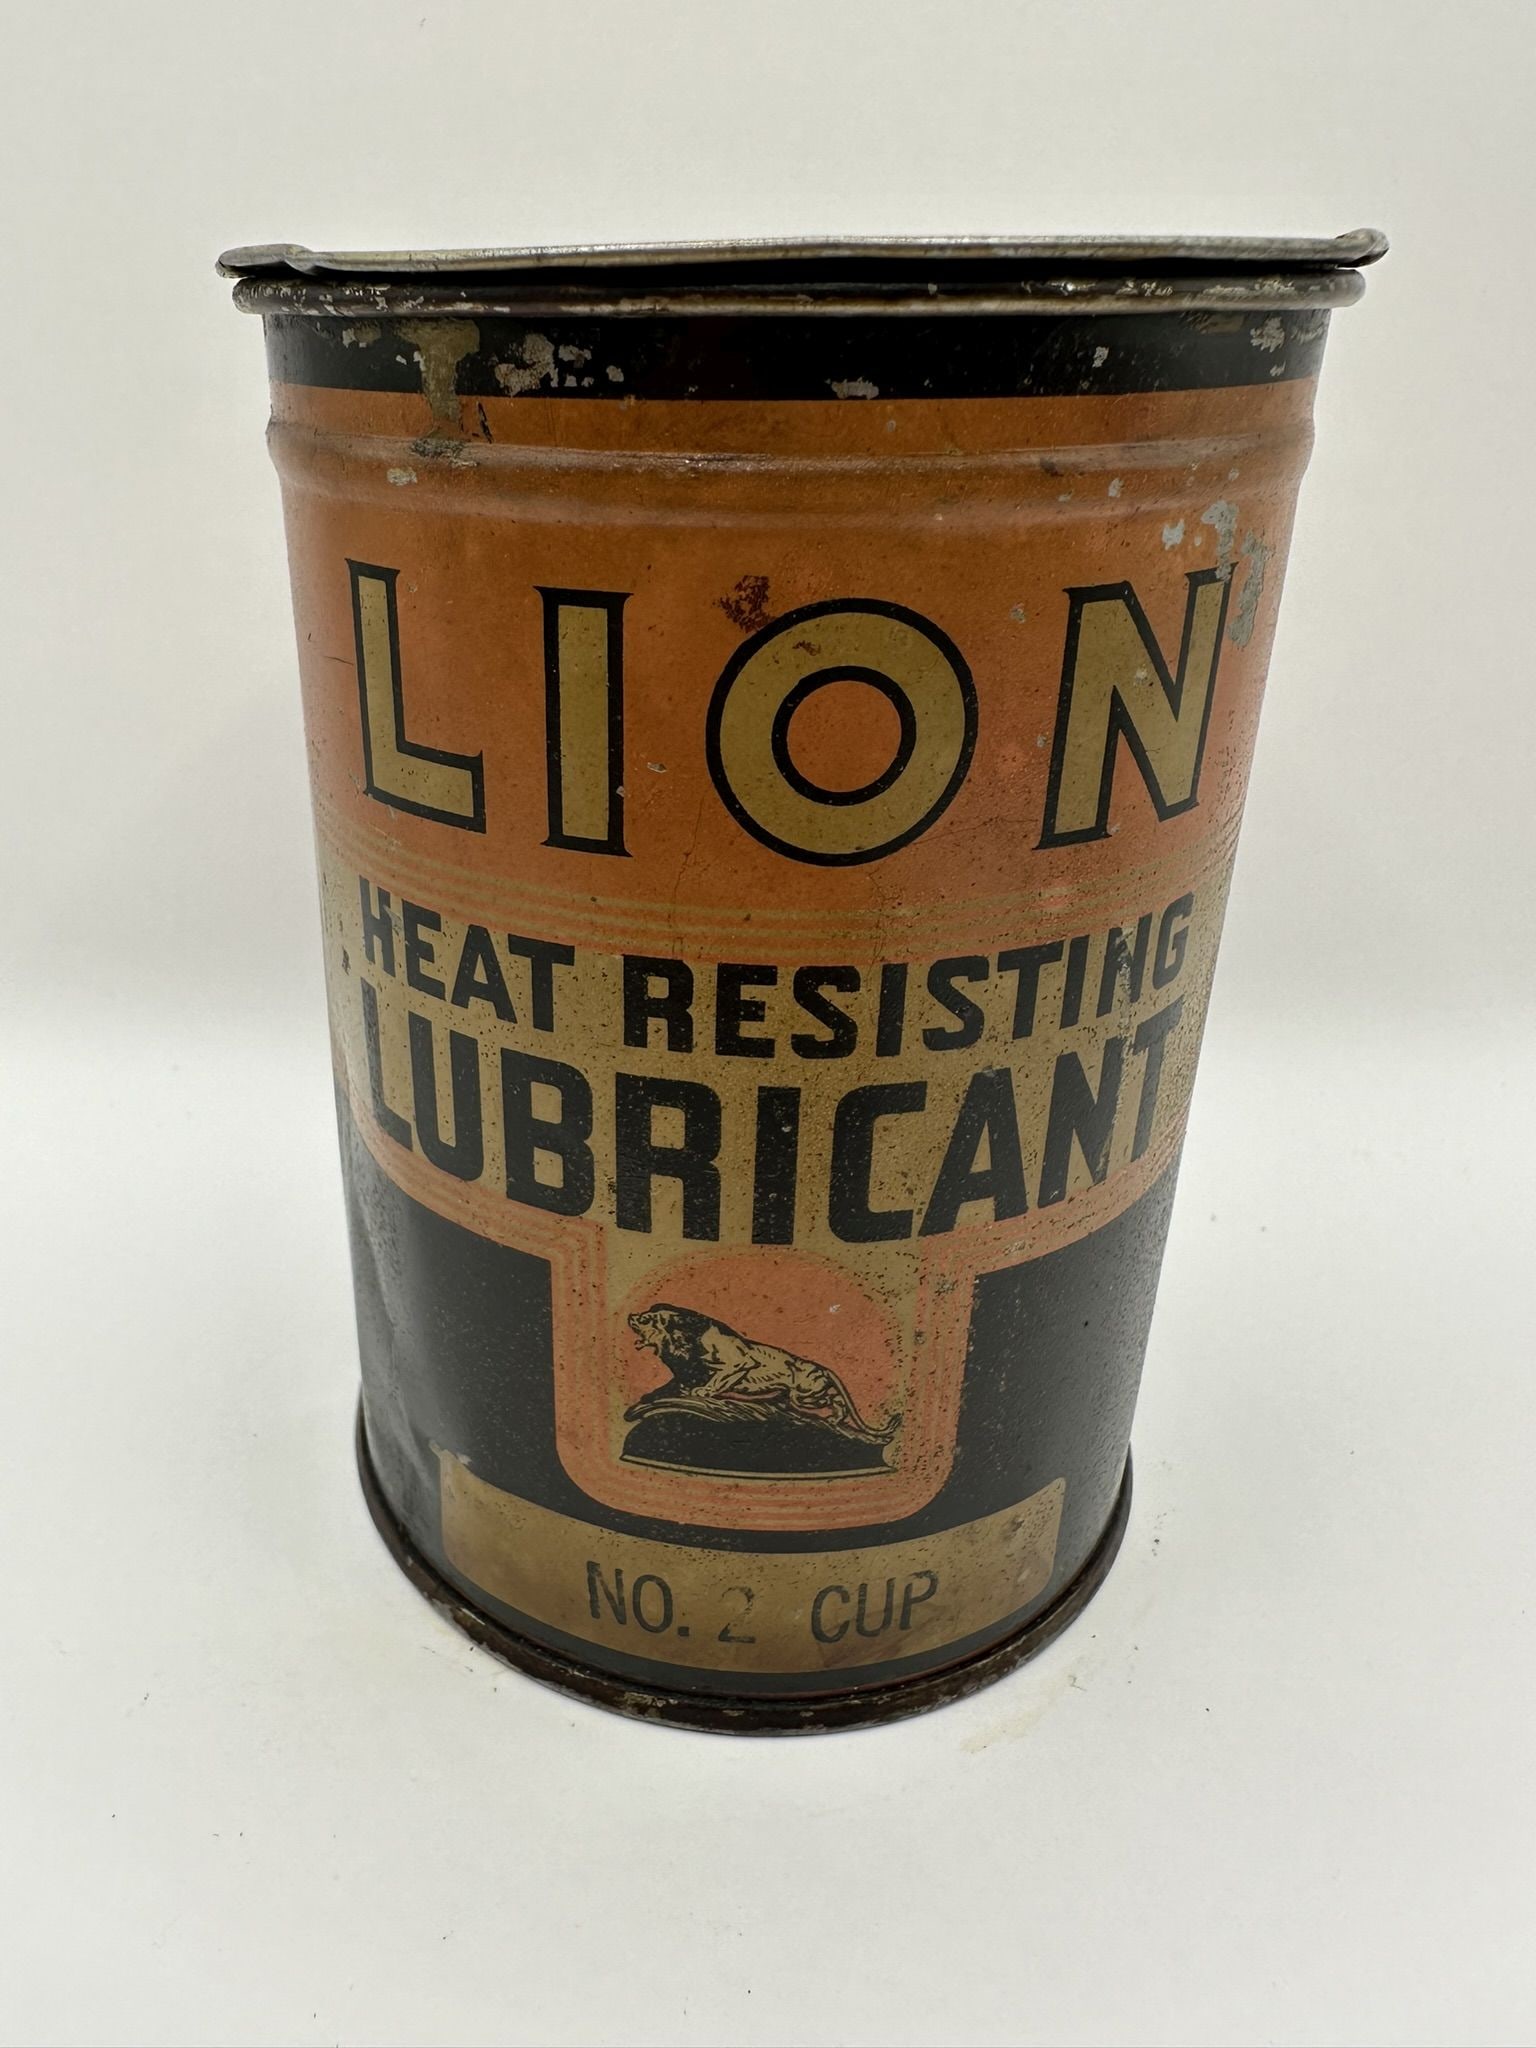 LION
HEAT RESISTING
LUBRICANT
NO. 2 CUP